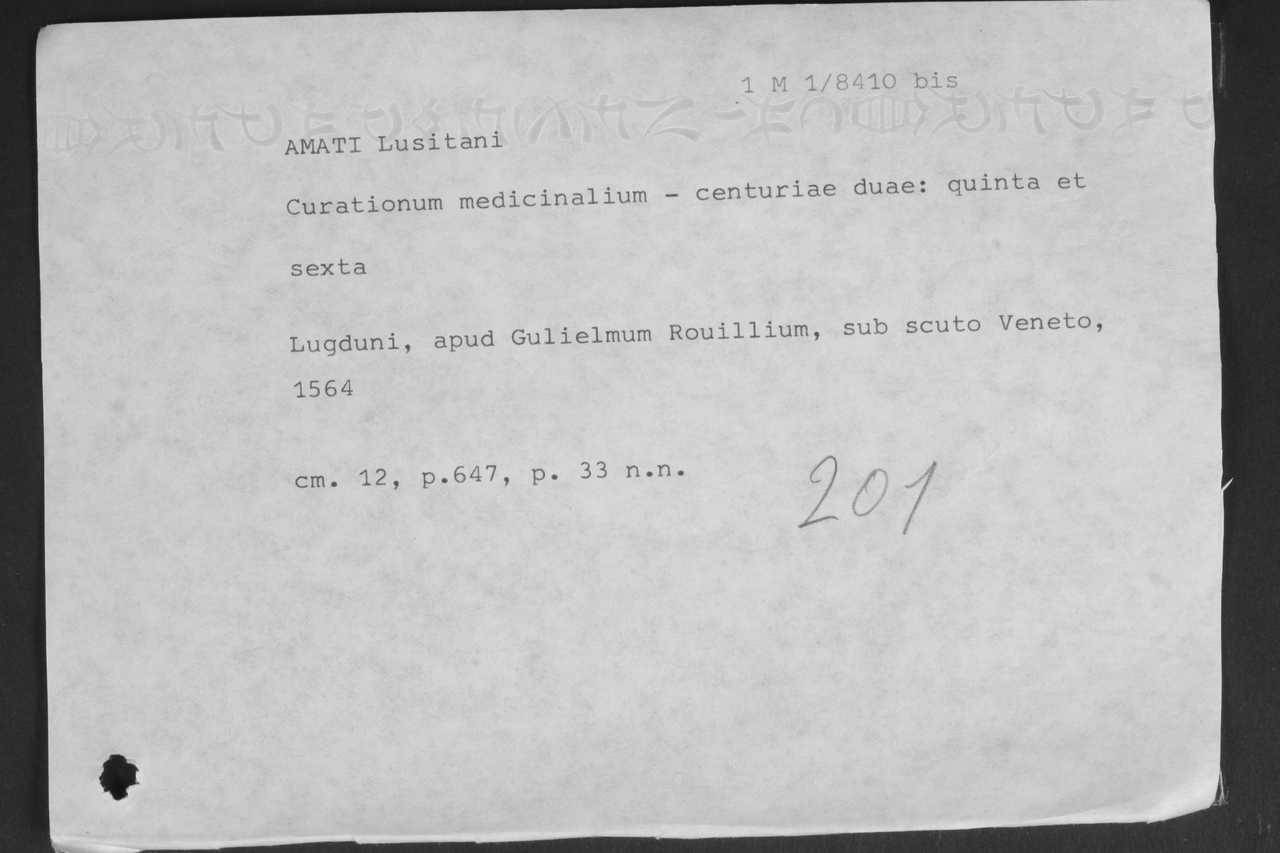 1 M 1/8410 bis
AMATI Lusitani
Curationum medicinalium - centuriae duae: quinta et
sexta
Lugduni, apud Gulielmum Rouillium, sub scuto Veneto,
1564
cm. 12, p.647, p. 33 n.n.
201